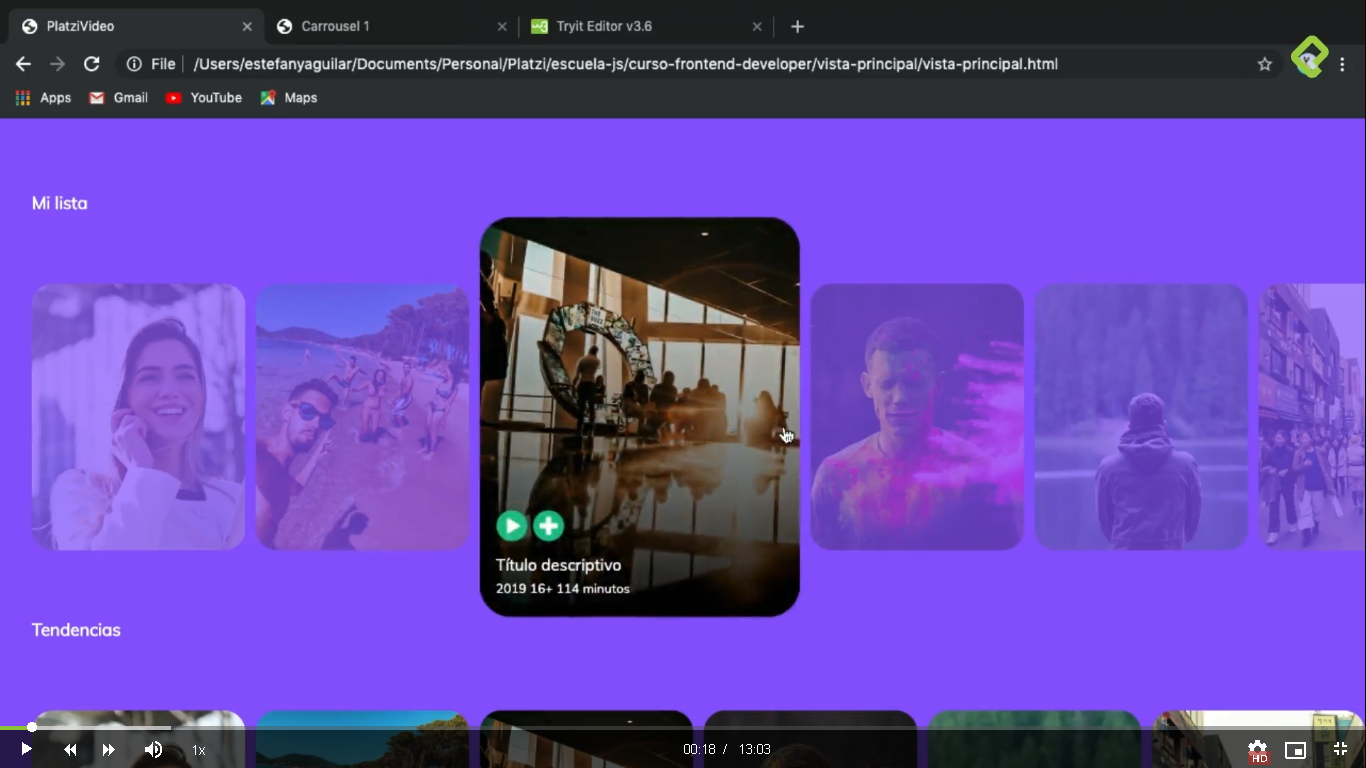 PlatziVideo
Carrousel 1
Tryit Editor v3.6
File
/Users/estefanyaguilar/Documents/Personal/Platzi/escuela-js/curso-frontend-developer/vista-principal/vista-principal.html
Apps
Gmail
YouTube
Maps
Mi lista
Título descriptivo
2019 16+ 114 minutos
Tendencias
1x
00:18 / 13:03
HD